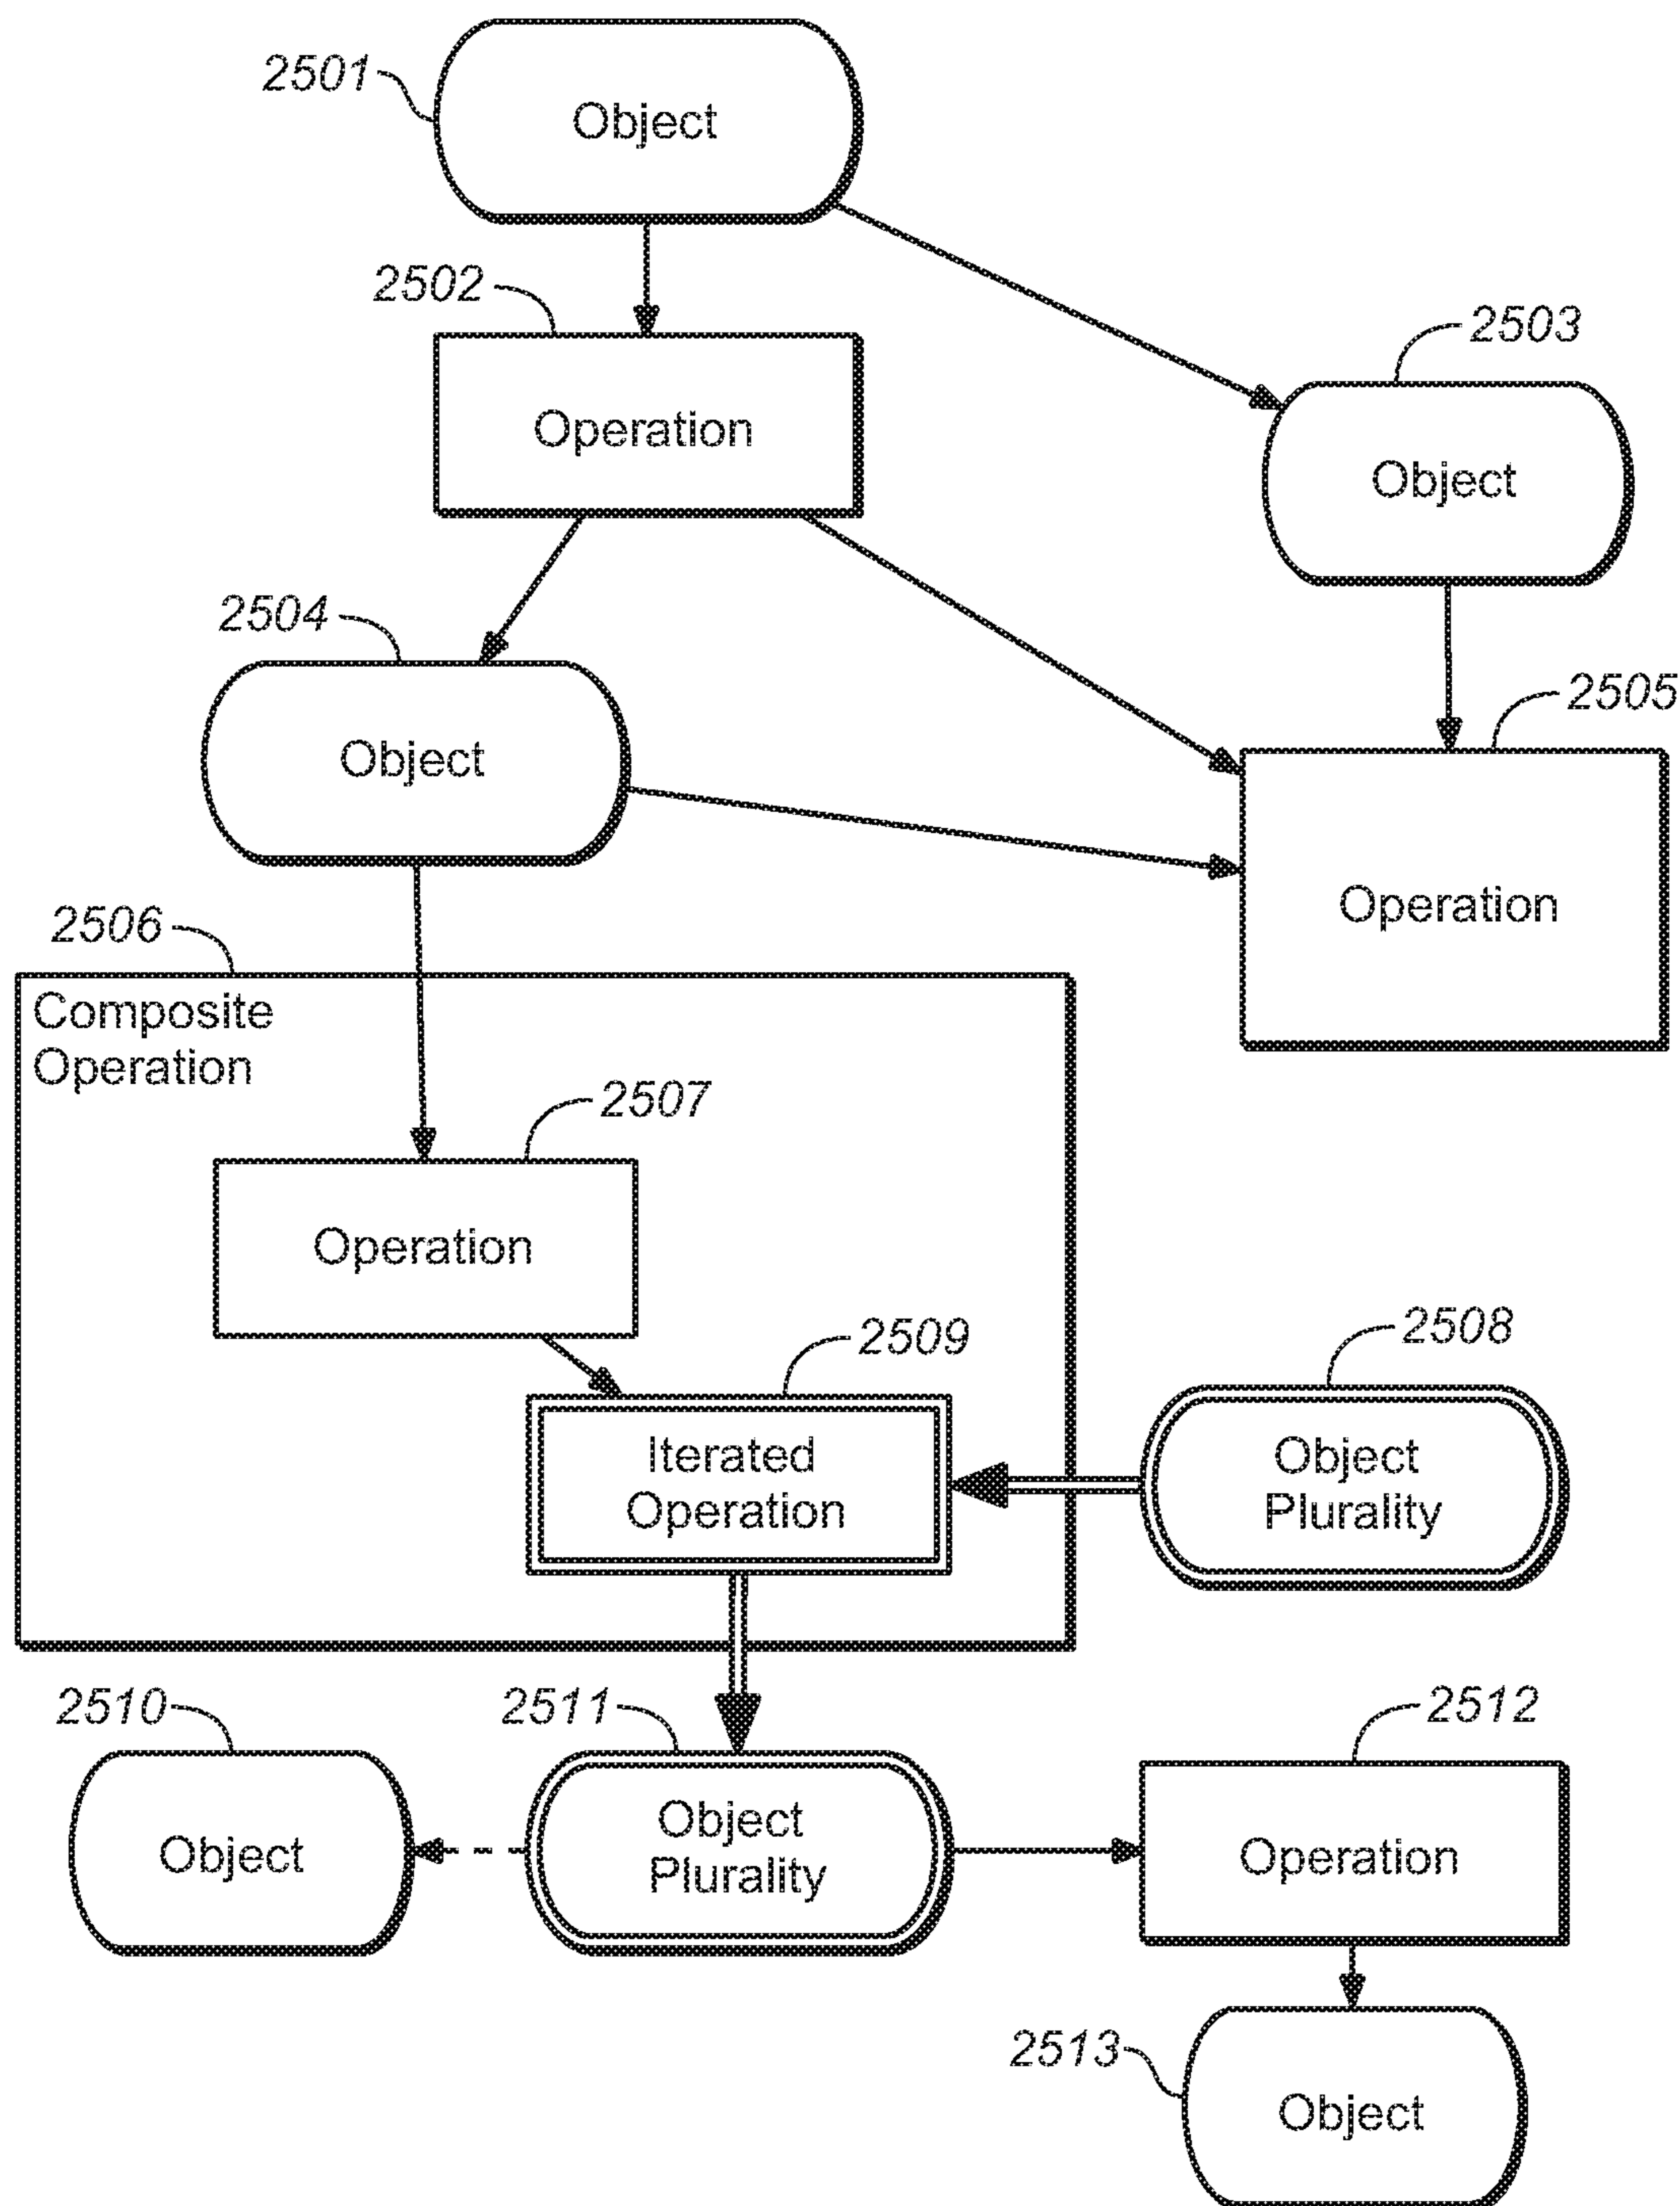 2501
Object
2502
2503
Operation
Object
2504
2505
Object
Operation
2506
Composite
Operation
2507
Operation
2509
2508
Iterated
Operation
Object
Plurality
2510
2511
2512
Object
Object
Plurality
Operation
2513
Object